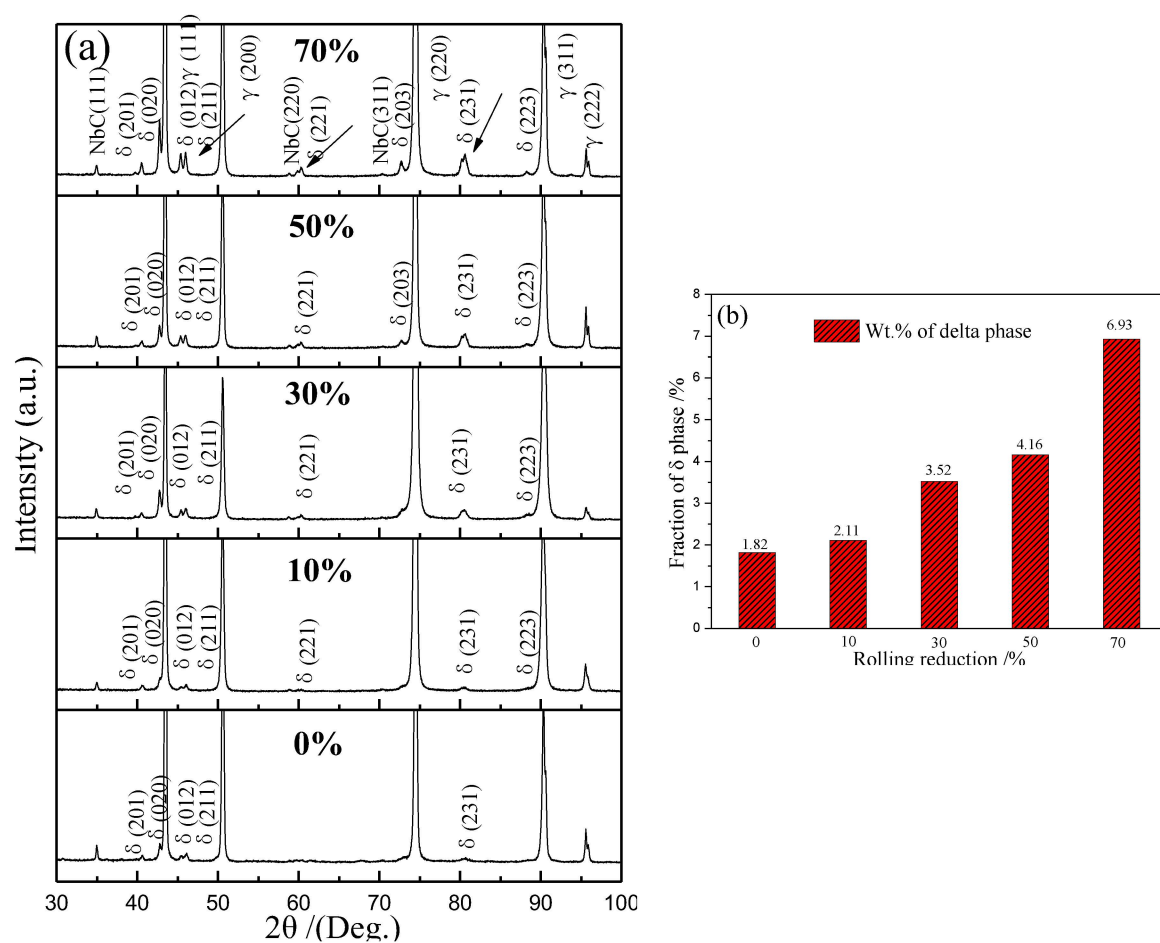 (a)
70%
NbC(111)
δ (201)
δ (020)
δ (012)
γ (111)
δ (211)
γ (200)
NbC(220)
δ (221)
NbC(311)
δ (203)
γ (220)
δ (231)
δ (223)
γ (311)
γ (222)
50%
δ (201)
δ (020)
δ (012)
δ (211)
δ (221)
δ (203)
δ (231)
δ (223)
30%
δ (201)
δ (020)
δ (012)
δ (211)
δ (221)
δ (231)
δ (223)
10%
δ (201)
δ (020)
δ (012)
δ (211)
δ (221)
δ (231)
δ (223)
0%
δ (201)
δ (020)
δ (012)
δ (211)
δ (231)
Intensity (a.u.)
30 40 50 60 70 80 90 100
2θ /(Deg.)
(b)
Wt.% of delta phase
8
7
6
5
4
3
2
1
0
Fraction of δ phase /%
1.82
2.11
3.52
4.16
6.93
0 10 30 50 70
Rolling reduction /%